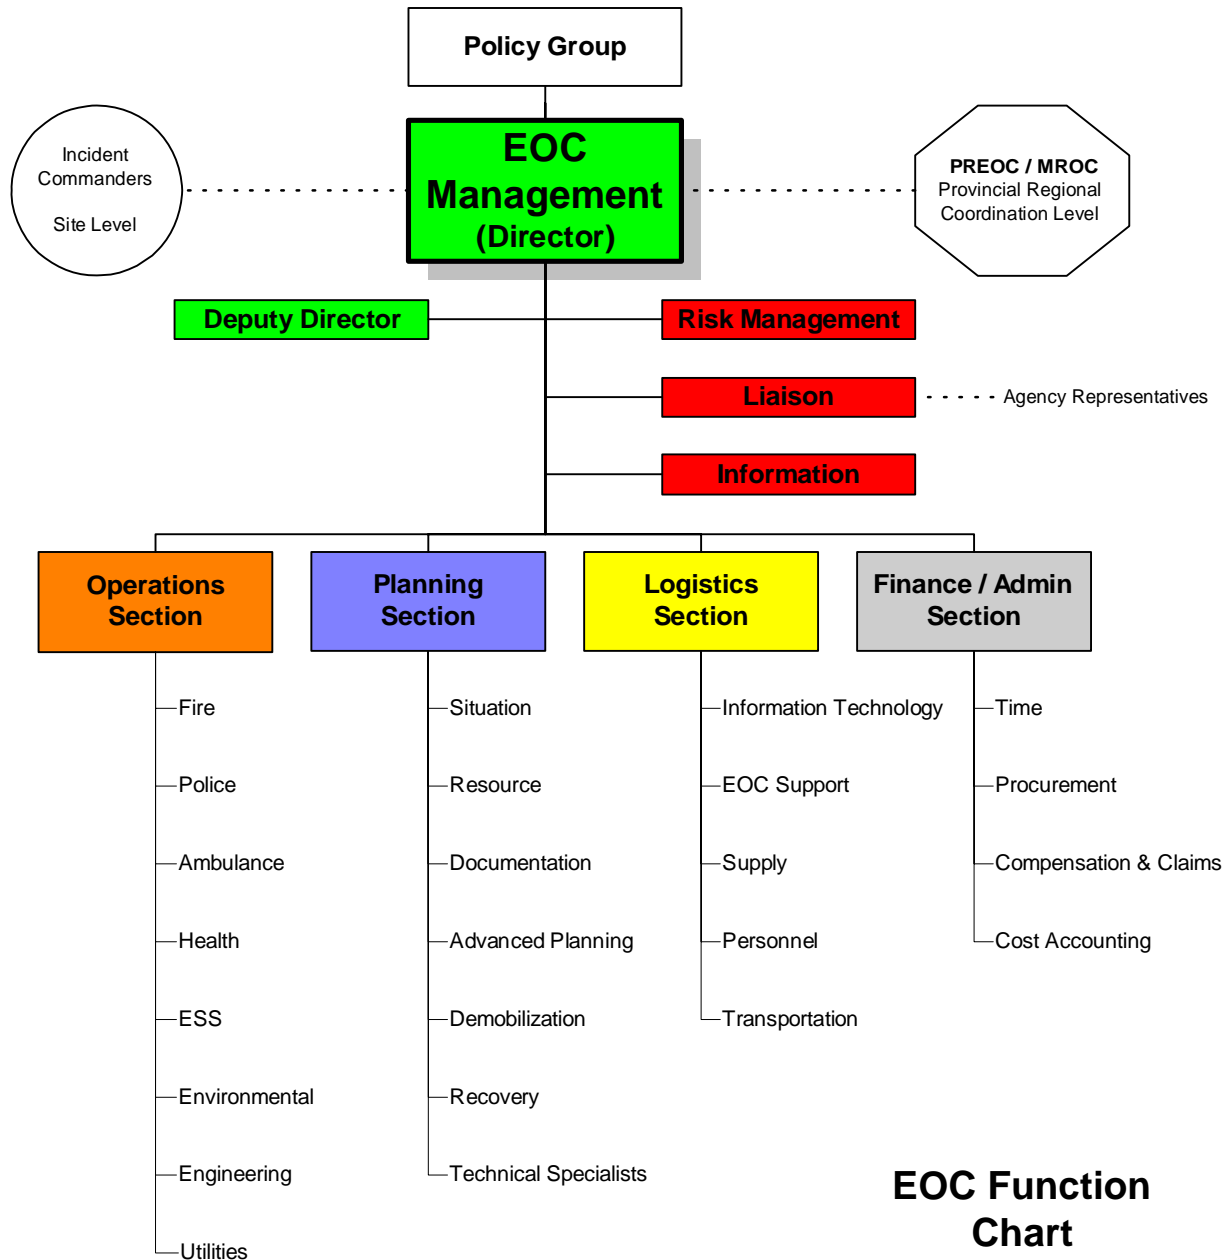 Policy Group
EOC
Management
(Director)
Incident
Commanders
Site Level
PREOC / MROC
Provincial Regional
Coordination Level
Deputy Director
Risk Management
Liaison
Agency Representatives
Information
Operations
Section
Planning
Section
Logistics
Section
Finance / Admin
Section
Fire
Police
Ambulance
Health
ESS
Environmental
Engineering
Utilities
Situation
Resource
Documentation
Advanced Planning
Demobilization
Recovery
Technical Specialists
Information Technology
EOC Support
Supply
Personnel
Transportation
Time
Procurement
Compensation & Claims
Cost Accounting
EOC Function
Chart